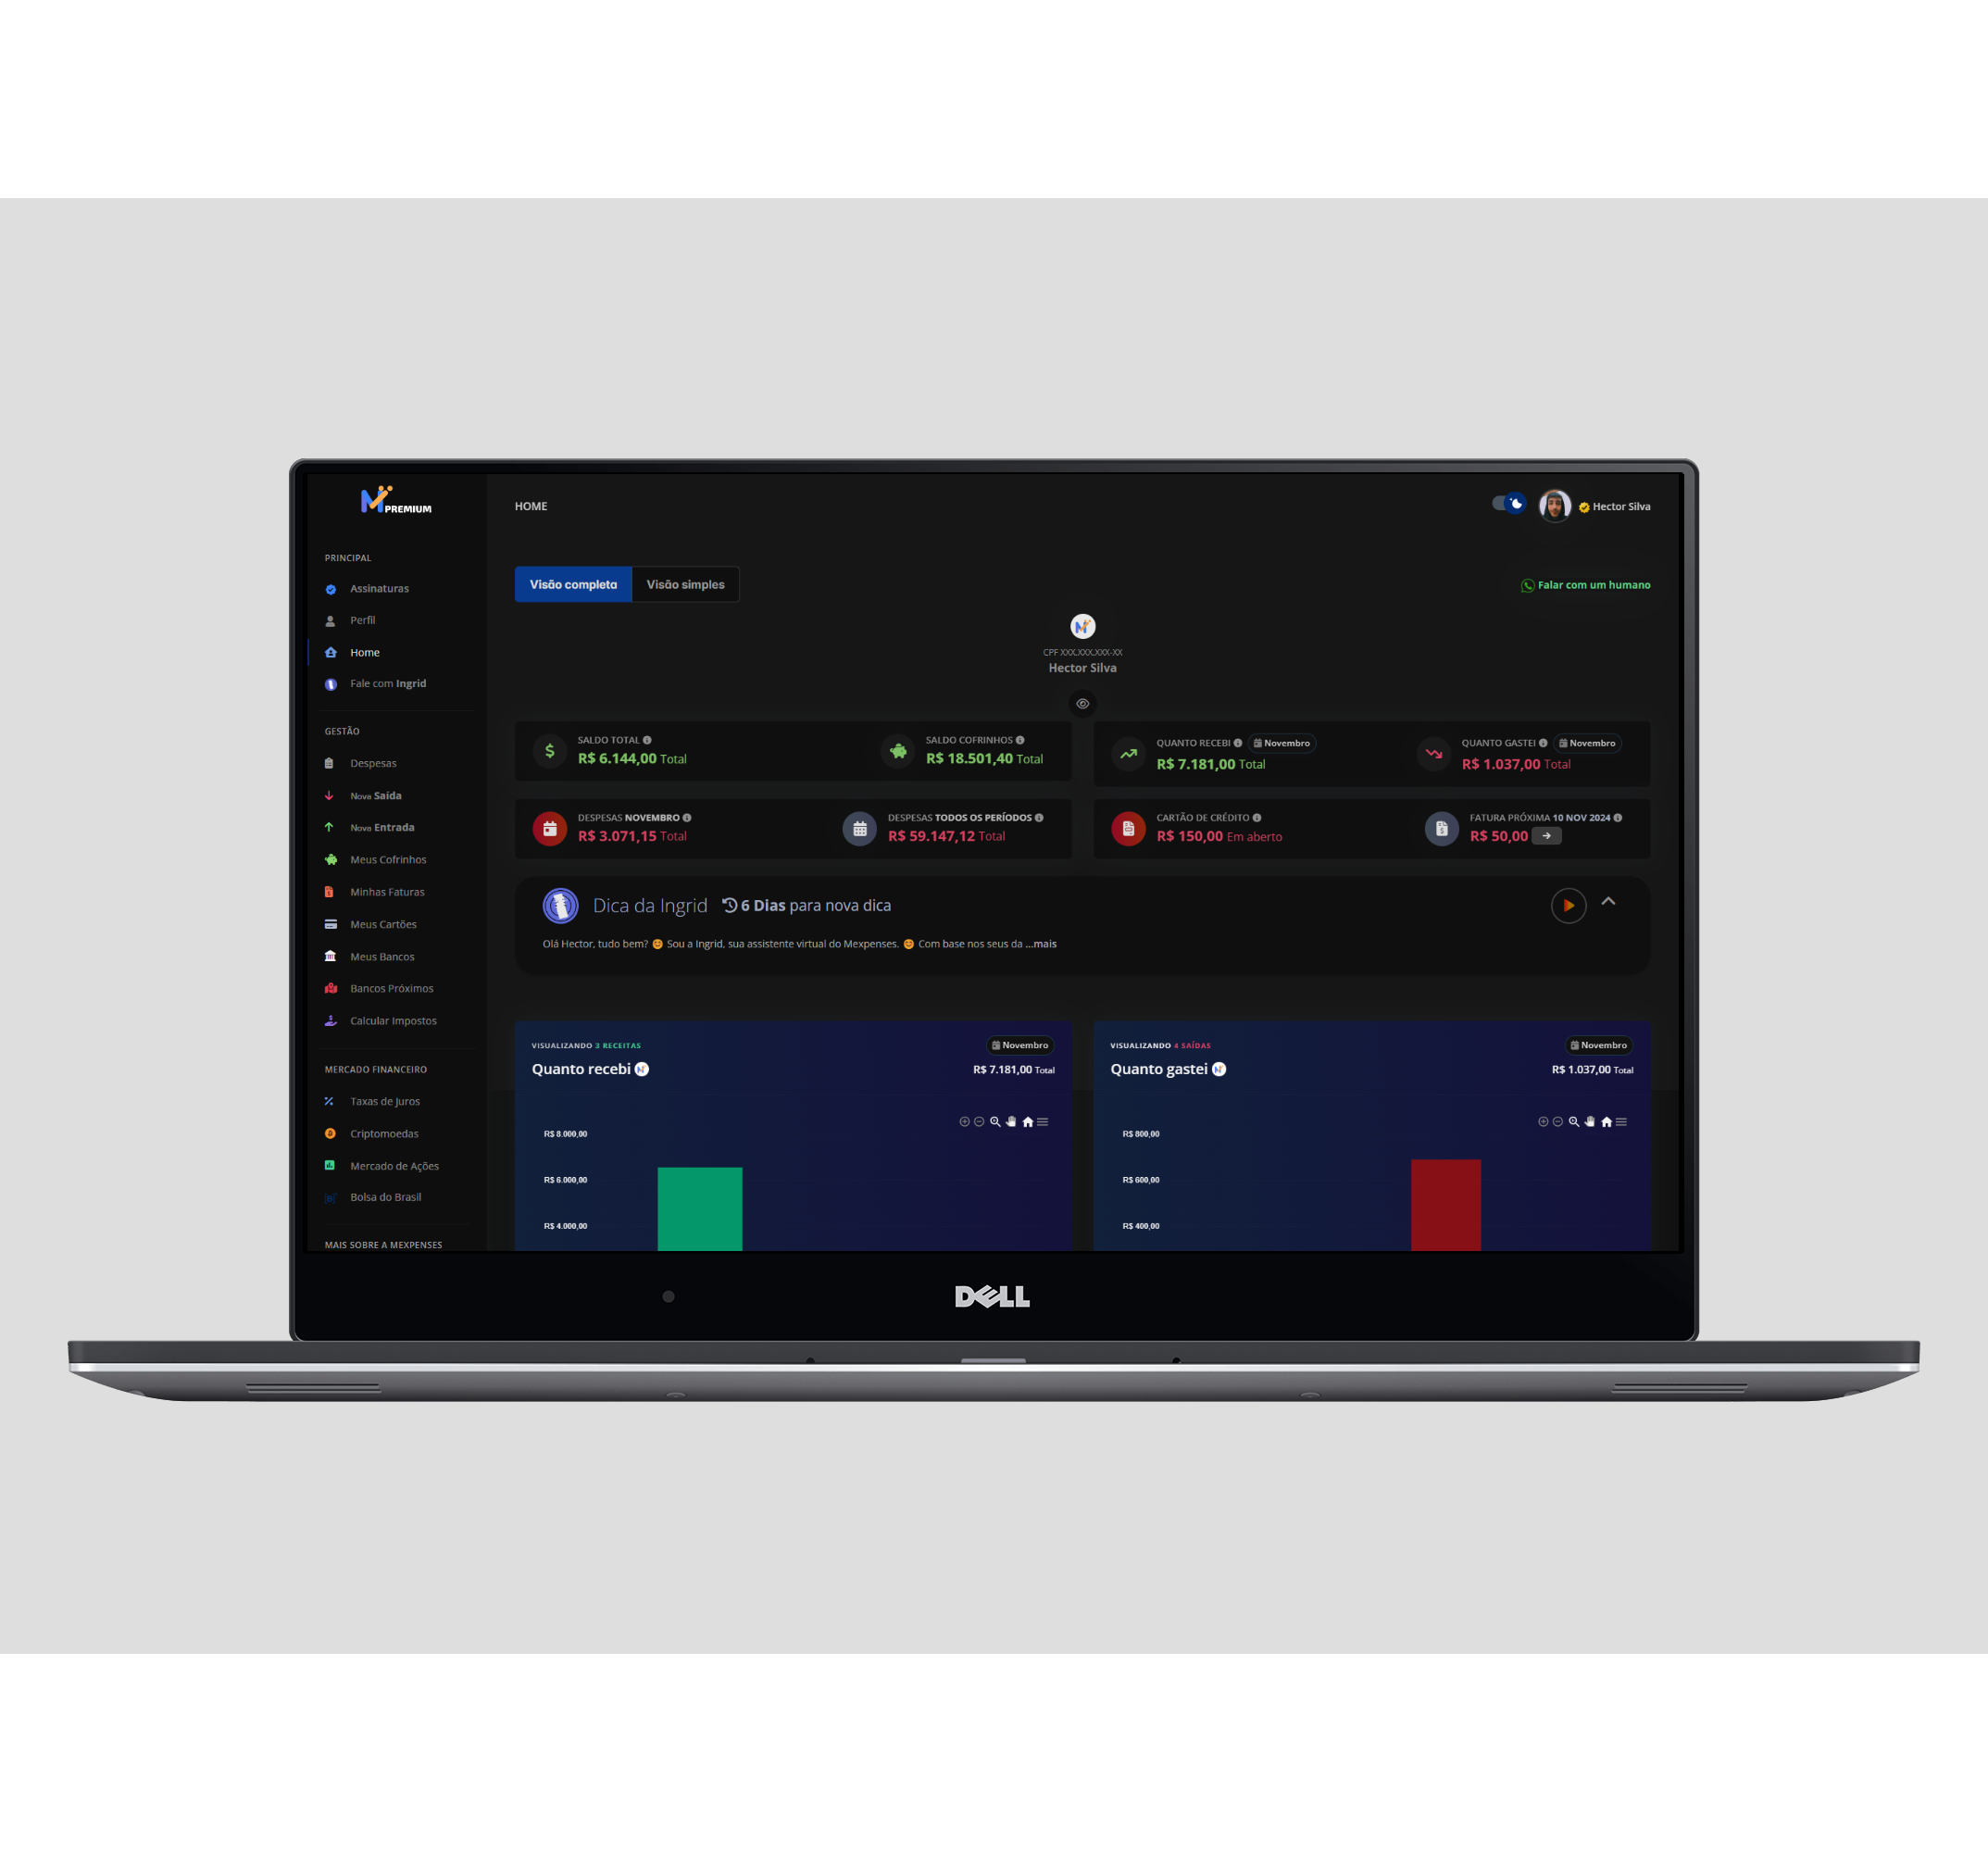 PREMIUM
HOME
Hector Silva
PRINCIPAL
Assinaturas
Perfil
Home
Fale com Ingrid
GESTÃO
Despesas
Nova Saída
Nova Entrada
Meus Cofrinhos
Minhas Faturas
Meus Cartões
Meus Bancos
Bancos Próximos
Calcular Impostos
MERCADO FINANCEIRO
Taxas de Juros
Criptomoedas
Mercado de Ações
Bolsa do Brasil
MAIS SOBRE A MEXPENSES
Visão completa
Visão simples
Falar com um humano
CPF XXX.XXX.XXX-XX
Hector Silva
SALDO TOTAL
R$ 6.144,00 Total
SALDO COFRINHOS
R$ 18.501,40 Total
QUANTO RECEBI Novembro
R$ 7.181,00 Total
QUANTO GASTEI Novembro
R$ 1.037,00 Total
DESPESAS NOVEMBRO
R$ 3.071,15 Total
DESPESAS TODOS OS PERÍODOS
R$ 59.147,12 Total
CARTÃO DE CRÉDITO
R$ 150,00 Em aberto
FATURA PRÓXIMA 10 NOV 2024
R$ 50,00
Dica da Ingrid 6 Dias para nova dica
Olá Hector, tudo bem? 😊 Sou a Ingrid, sua assistente virtual do Mexpenses. 😊 Com base nos seus da ...mais
VISUALIZANDO 3 RECEITAS
Novembro
Quanto recebi
R$ 7.181,00 Total
R$ 8.000,00
R$ 6.000,00
R$ 4.000,00
VISUALIZANDO 4 SAÍDAS
Novembro
Quanto gastei
R$ 1.037,00 Total
R$ 800,00
R$ 600,00
R$ 400,00
DELL